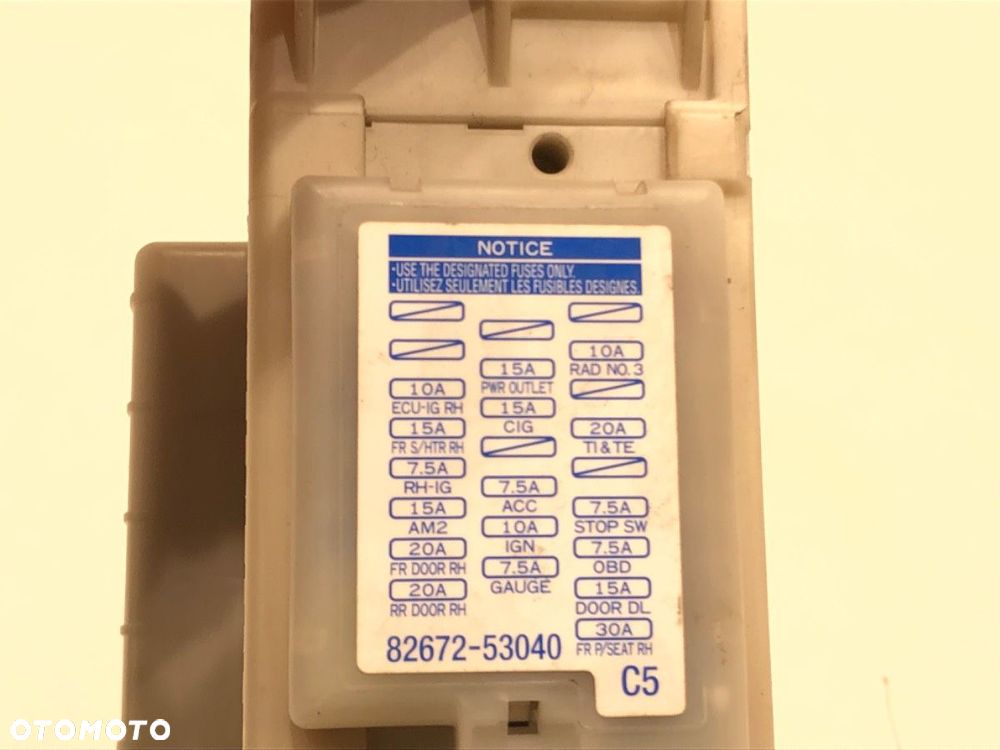 NOTICE
·USE THE DESIGNATED FUSES ONLY.
·UTILISEZ SEULEMENT LES FUSIBLES DESIGNES.
10A
ECU-IG RH
15A
FR S/HTR RH
7.5A
RH-IG
15A
AM2
20A
FR DOOR RH
20A
RR DOOR RH
15A
PWR OUTLET
15A
CIG
7.5A
ACC
10A
IGN
7.5A
GAUGE
10A
RAD NO.3
20A
TI&TE
7.5A
STOP SW
7.5A
OBD
15A
DOOR DL
30A
FR P/SEAT RH
82672-53040
C5
OTOMOTO